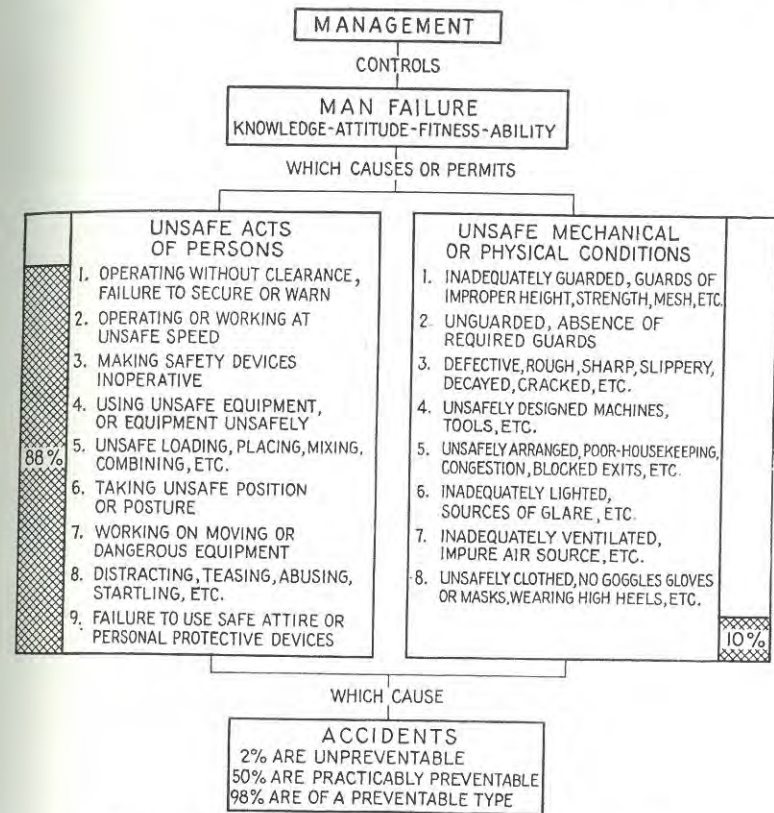 MANAGEMENT
CONTROLS
MAN FAILURE
KNOWLEDGE-ATTITUDE-FITNESS-ABILITY
WHICH CAUSES OR PERMITS
UNSAFE ACTS
OF PERSONS
1. OPERATING WITHOUT CLEARANCE,
FAILURE TO SECURE OR WARN
2. OPERATING OR WORKING AT
UNSAFE SPEED
3. MAKING SAFETY DEVICES
INOPERATIVE
4. USING UNSAFE EQUIPMENT,
OR EQUIPMENT UNSAFELY
88%
5. UNSAFE LOADING, PLACING, MIXING,
COMBINING, ETC.
6. TAKING UNSAFE POSITION
OR POSTURE
7. WORKING ON MOVING OR
DANGEROUS EQUIPMENT
8. DISTRACTING, TEASING, ABUSING,
STARTLING, ETC.
9. FAILURE TO USE SAFE ATTIRE OR
PERSONAL PROTECTIVE DEVICES
UNSAFE MECHANICAL
OR PHYSICAL CONDITIONS
1. INADEQUATELY GUARDED, GUARDS OF
IMPROPER HEIGHT, STRENGTH, MESH, ETC.
2 UNGUARDED, ABSENCE OF
REQUIRED GUARDS
3. DEFECTIVE, ROUGH, SHARP, SLIPPERY,
DECAYED, CRACKED, ETC.
4. UNSAFELY DESIGNED MACHINES,
TOOLS, ETC.
5. UNSAFELY ARRANGED, POOR-HOUSEKEEPING,
CONGESTION, BLOCKED EXITS, ETC.
6. INADEQUATELY LIGHTED,
SOURCES OF GLARE, ETC.
7. INADEQUATELY VENTILATED,
IMPURE AIR SOURCE, ETC.
8. UNSAFELY CLOTHED, NO GOGGLES GLOVES
OR MASKS, WEARING HIGH HEELS, ETC.
10%
WHICH CAUSE
ACCIDENTS
2% ARE UNPREVENTABLE
50% ARE PRACTICABLY PREVENTABLE
98% ARE OF A PREVENTABLE TYPE